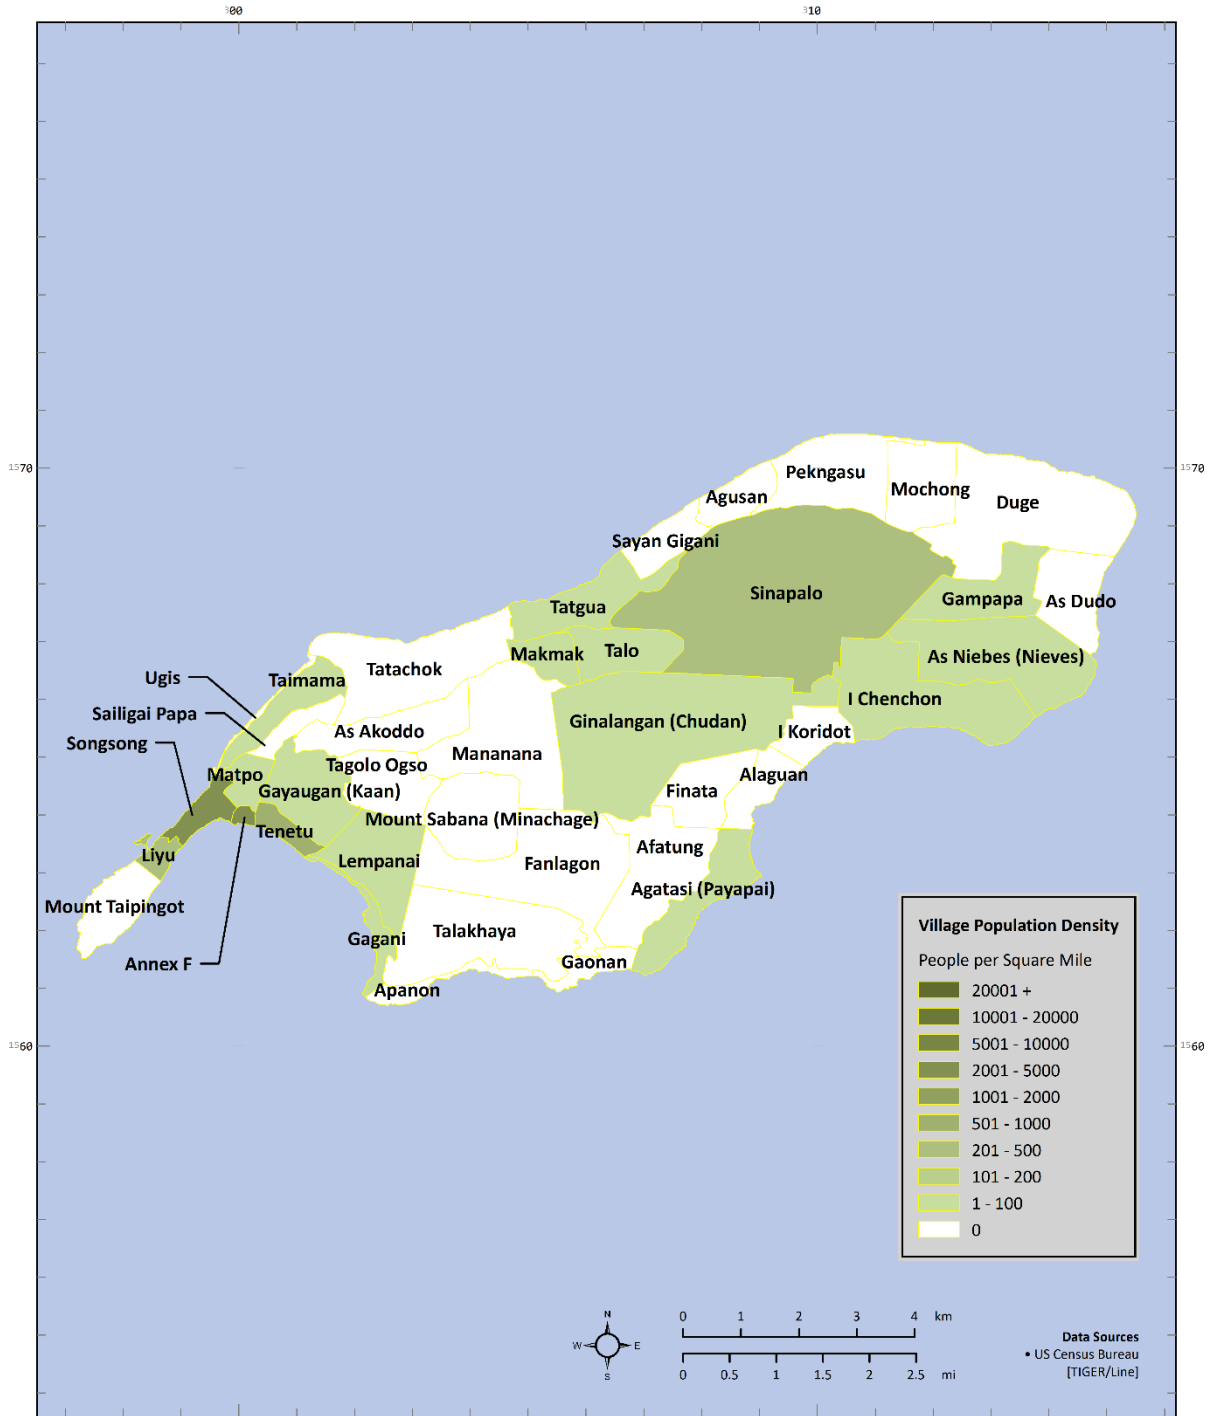 300 310
1570 1570
Pekngasu
Mochong
Agusan
Duge
Sayan Gigani
Sinapalo
Gampapa
As Dudo
Tatgua
Talo
Makmak
As Niebes (Nieves)
Tatachok
Ugis
Taimama
I Chenchon
Sailigai Papa
Ginalangan (Chudan)
As Akoddo
I Koridot
Songsong
Mananana
Tagolo Ogso
Matpo
Alaguan
Gayaugan (Kaan)
Finata
Mount Sabana (Minachage)
Tenetu
Afatung
Liyu
Lempanai
Fanlagon
Agatasi (Payapai)
Mount Taipingot
Talakhaya
Gagani
Annex F
Gaonan
Apanon
1560 1560
Village Population Density
People per Square Mile
20001 +
10001 - 20000
5001 - 10000
2001 - 5000
1001 - 2000
501 - 1000
201 - 500
101 - 200
1 - 100
0
N
W E
S
0 1 2 3 4 km
0 0.5 1 1.5 2 2.5 mi
Data Sources
• US Census Bureau
[TIGER/Line]